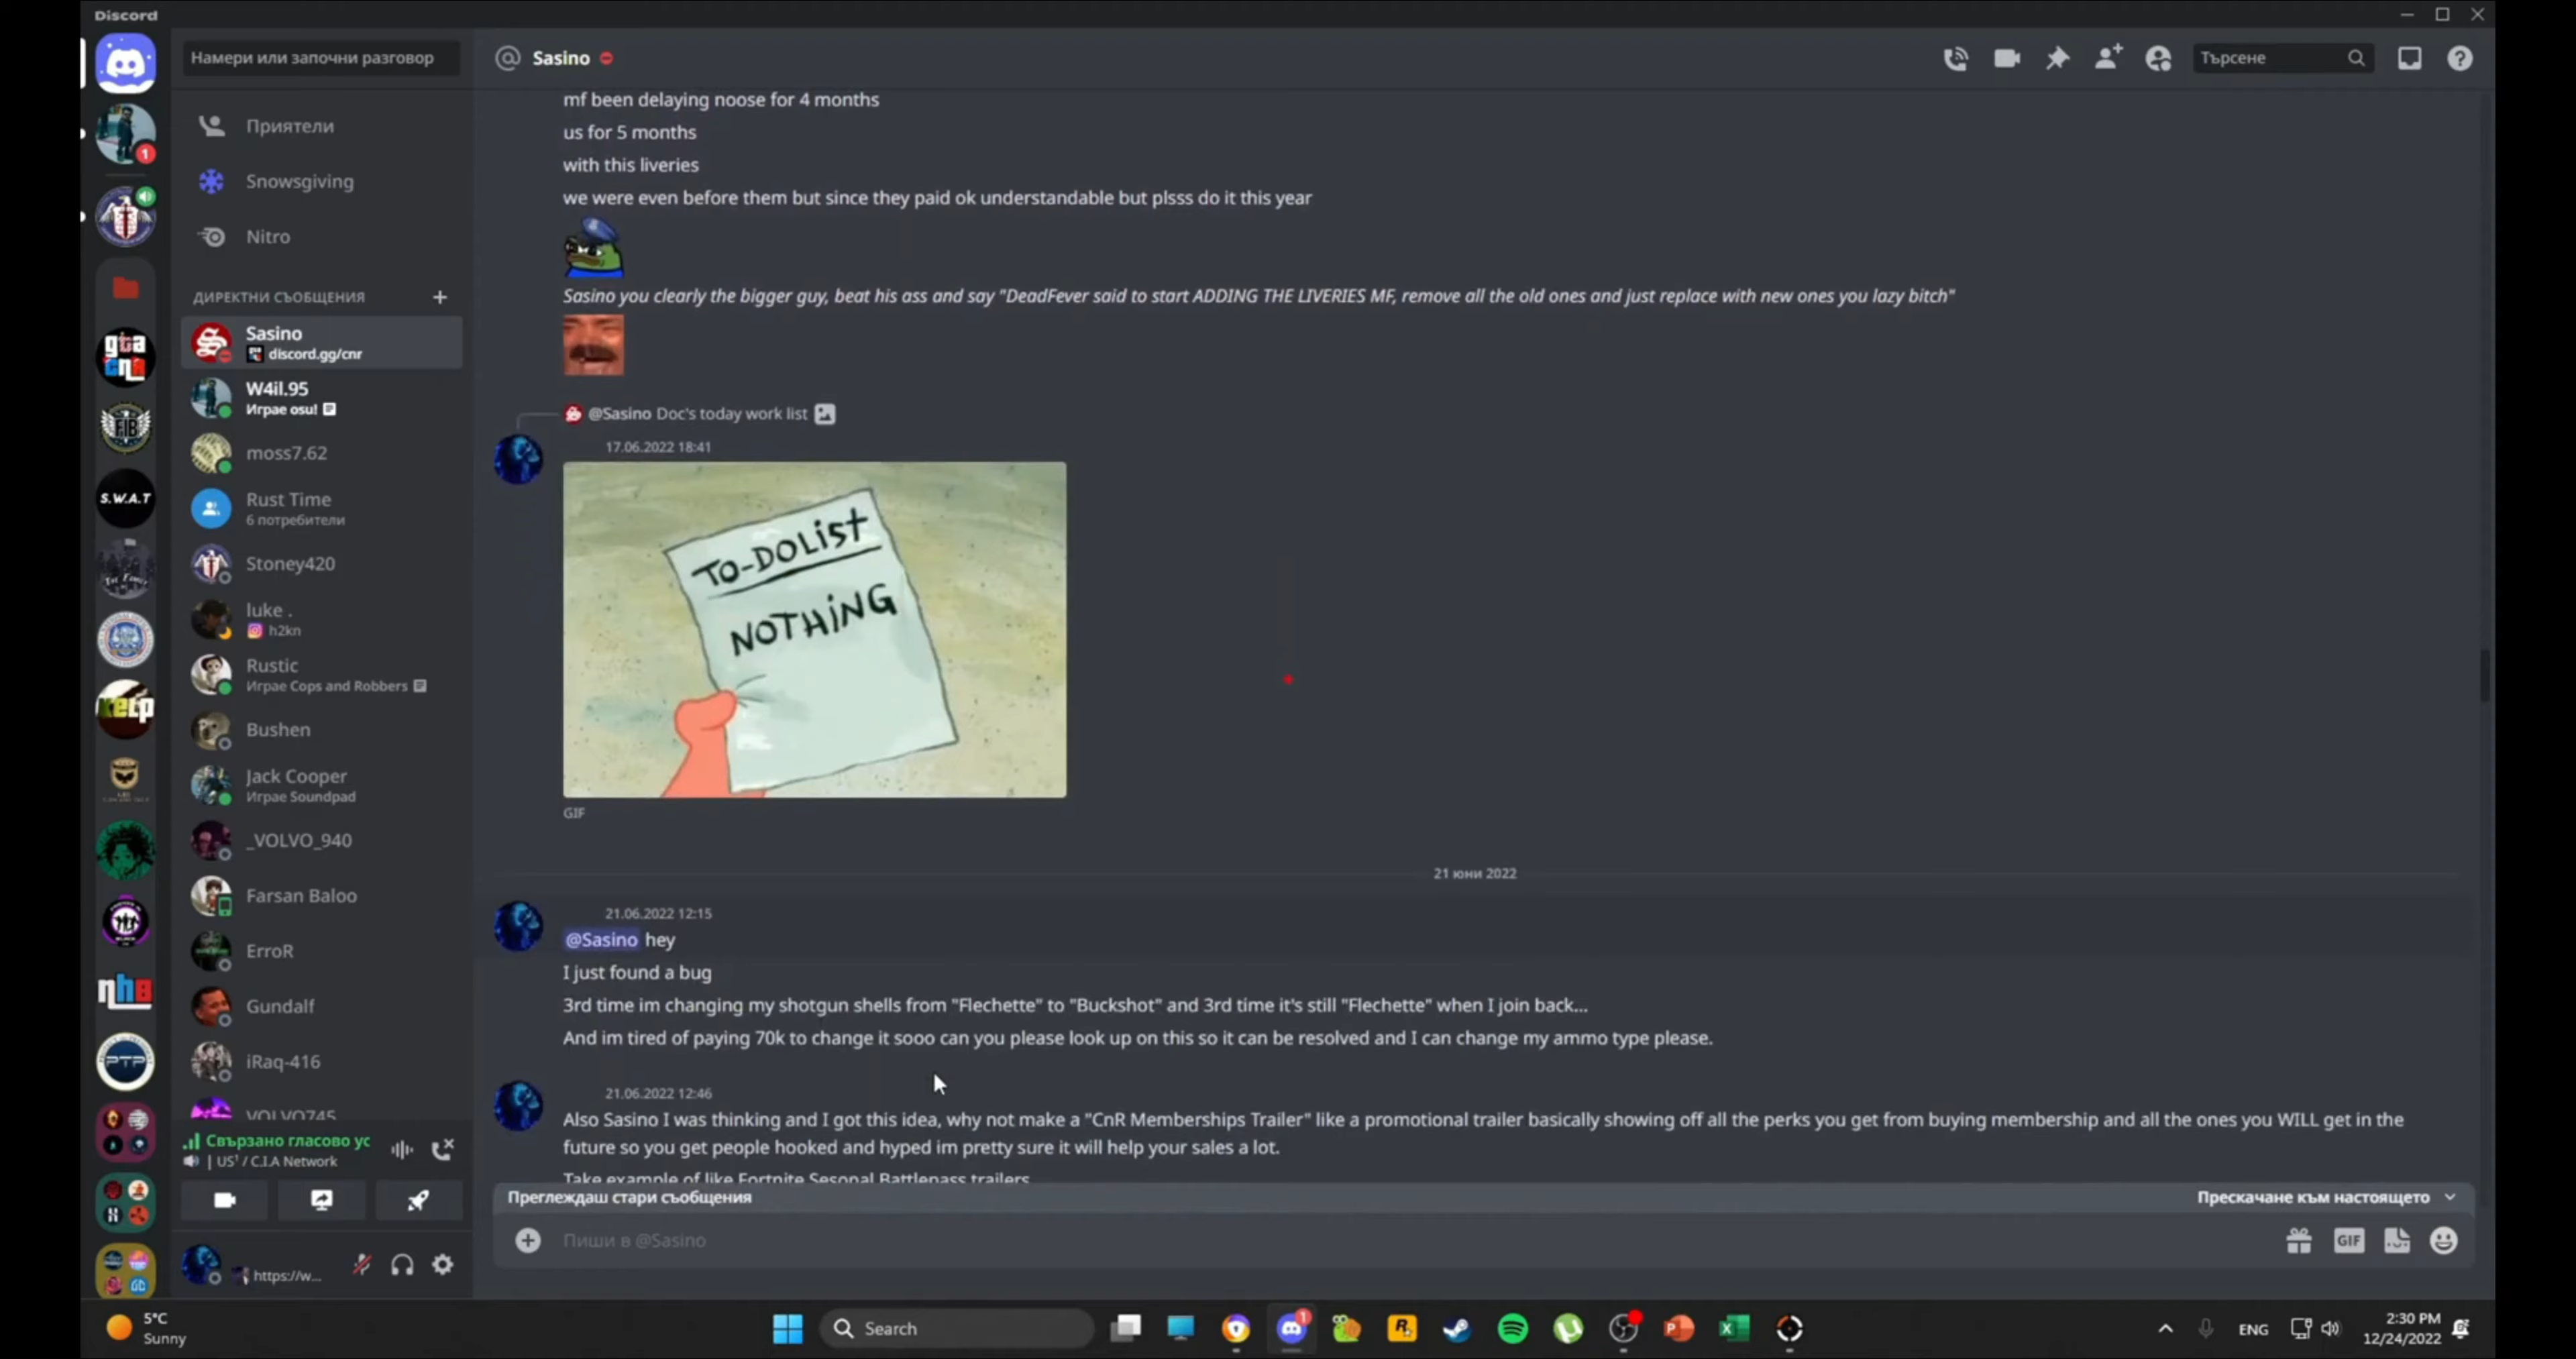 Discord
Намери или започни разговор
Приятели
Snowsgiving
Nitro
ДИРЕКТНИ СЪОБЩЕНИЯ
Sasino
discord.gg/cnr
W4il.95
Играе osu!
moss7.62
Rust Time
6 потребители
Stoney420
luke .
h2kn
Rustic
Играе Cops and Robbers
Bushen
Jack Cooper
Играе Soundpad
_VOLVO_940
Farsan Baloo
ErroR
Gundalf
iRaq-416
VOLVO745
Свързано гласово ус
| US¹ / C.I.A Network
https://w...
1
gta
cnr
FIB
S.W.A.T
kelp
nhb
PTP
Sasino
Търсене
mf been delaying noose for 4 months
us for 5 months
with this liveries
we were even before them but since they paid ok understandable but plsss do it this year
Sasino you clearly the bigger guy, beat his ass and say "DeadFever said to start ADDING THE LIVERIES MF, remove all the old ones and just replace with new ones you lazy bitch"
@Sasino Doc's today work list
17.06.2022 18:41
TO-DO LIST
NOTHING
GIF
21 юни 2022
21.06.2022 12:15
@Sasino hey
I just found a bug
3rd time im changing my shotgun shells from "Flechette" to "Buckshot" and 3rd time it's still "Flechette" when I join back...
And im tired of paying 70k to change it sooo can you please look up on this so it can be resolved and I can change my ammo type please.
21.06.2022 12:46
Also Sasino I was thinking and I got this idea, why not make a "CnR Memberships Trailer" like a promotional trailer basically showing off all the perks you get from buying membership and all the ones you WILL get in the
future so you get people hooked and hyped im pretty sure it will help your sales a lot.
Take example of like Fortnite Sesonal Battlepass trailers
Преглеждаш стари съобщения
Прескачане към настоящето
Пиши в @Sasino
GIF
5°C
Sunny
Search
1
ENG
2:30 PM
12/24/2022